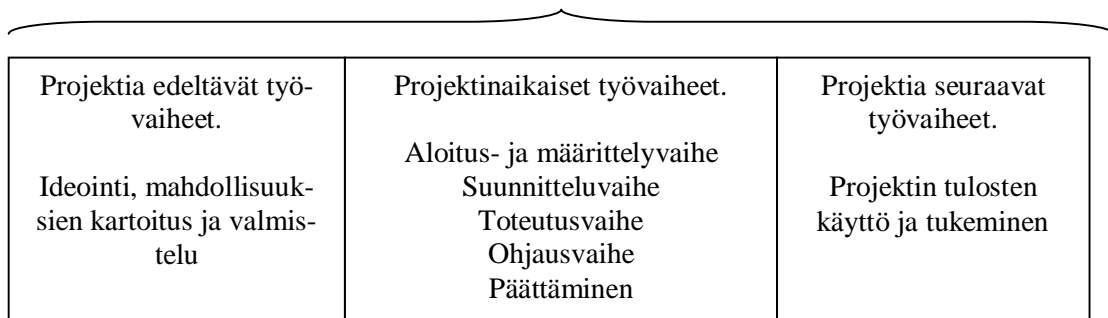 Projektia edeltävät työ-
vaiheet.
Ideointi, mahdollisuuk-
sien kartoitus ja valmis-
telu
Projektinaikaiset työvaiheet.
Aloitus- ja määrittelyvaihe
Suunnitteluvaihe
Toteutusvaihe
Ohjausvaihe
Päättäminen
Projektia seuraavat
työvaiheet.
Projektin tulosten
käyttö ja tukeminen